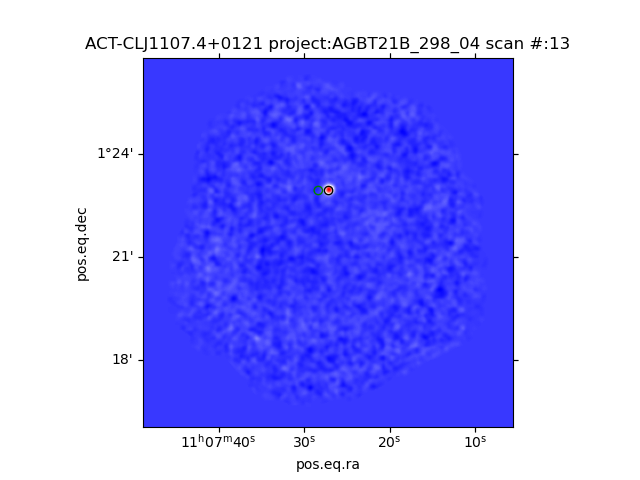 ACT-CLJ1107.4+0121 project:AGBT21B_298_04 scan #:13
1°24'
21'
18'
pos.eq.dec
11ʰ07ᵐ40ˢ 30ˢ 20ˢ 10ˢ
pos.eq.ra